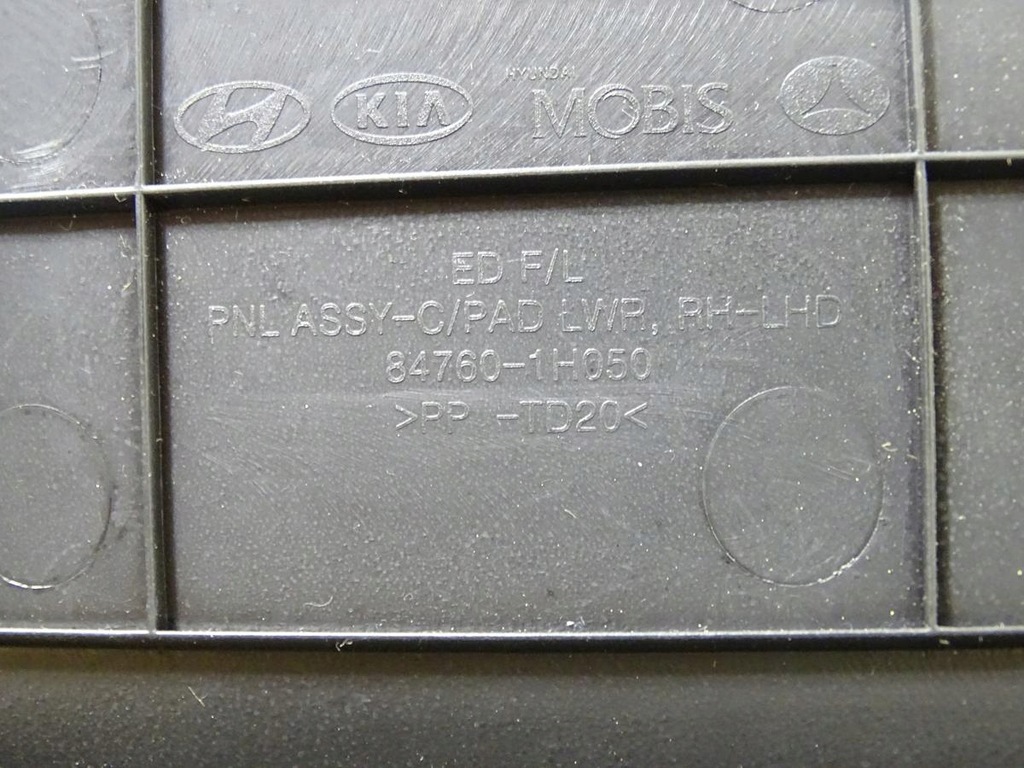 HYUNDAI
KIA MOBIS
ED F/L
PNL ASSY-C/PAD LWR, RH-LHD
84760-1H050
>PP -TD20<